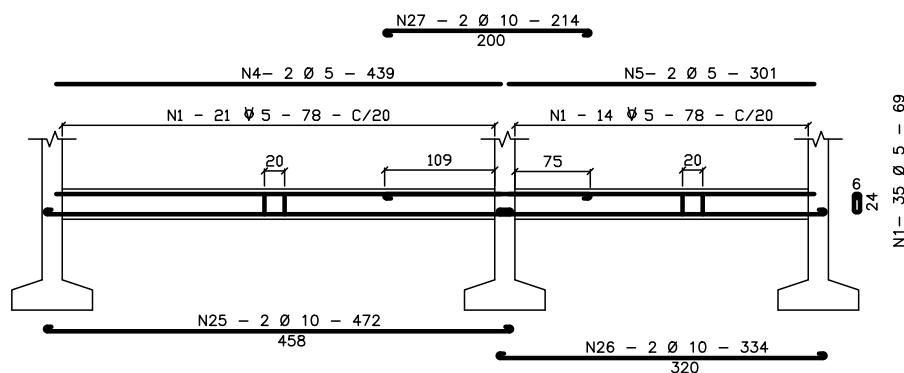 N27 - 2 Ø 10 - 214
200
N4- 2 Ø 5 - 439
N5- 2 Ø 5 - 301
N1 - 21 Ø 5 - 78 - C/20
N1 - 14 Ø 5 - 78 - C/20
20
109
75
20
6
24
N1- 35 Ø 5 - 69
N25 - 2 Ø 10 - 472
458
N26 - 2 Ø 10 - 334
320